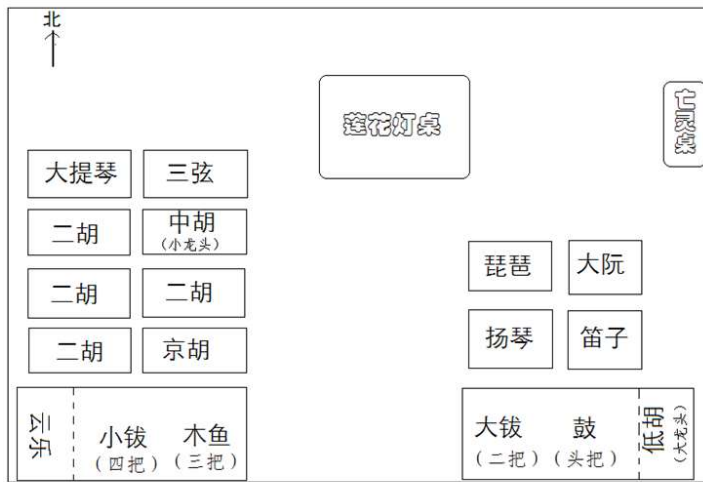 北
莲花灯桌
亡灵桌
大提琴
三弦
二胡
中胡
(小龙头)
二胡
二胡
二胡
京胡
琵琶
大阮
扬琴
笛子
云乐
小钹
木鱼
(四把)
(三把)
大钹
鼓
(二把)
(头把)
低胡
(大龙头)